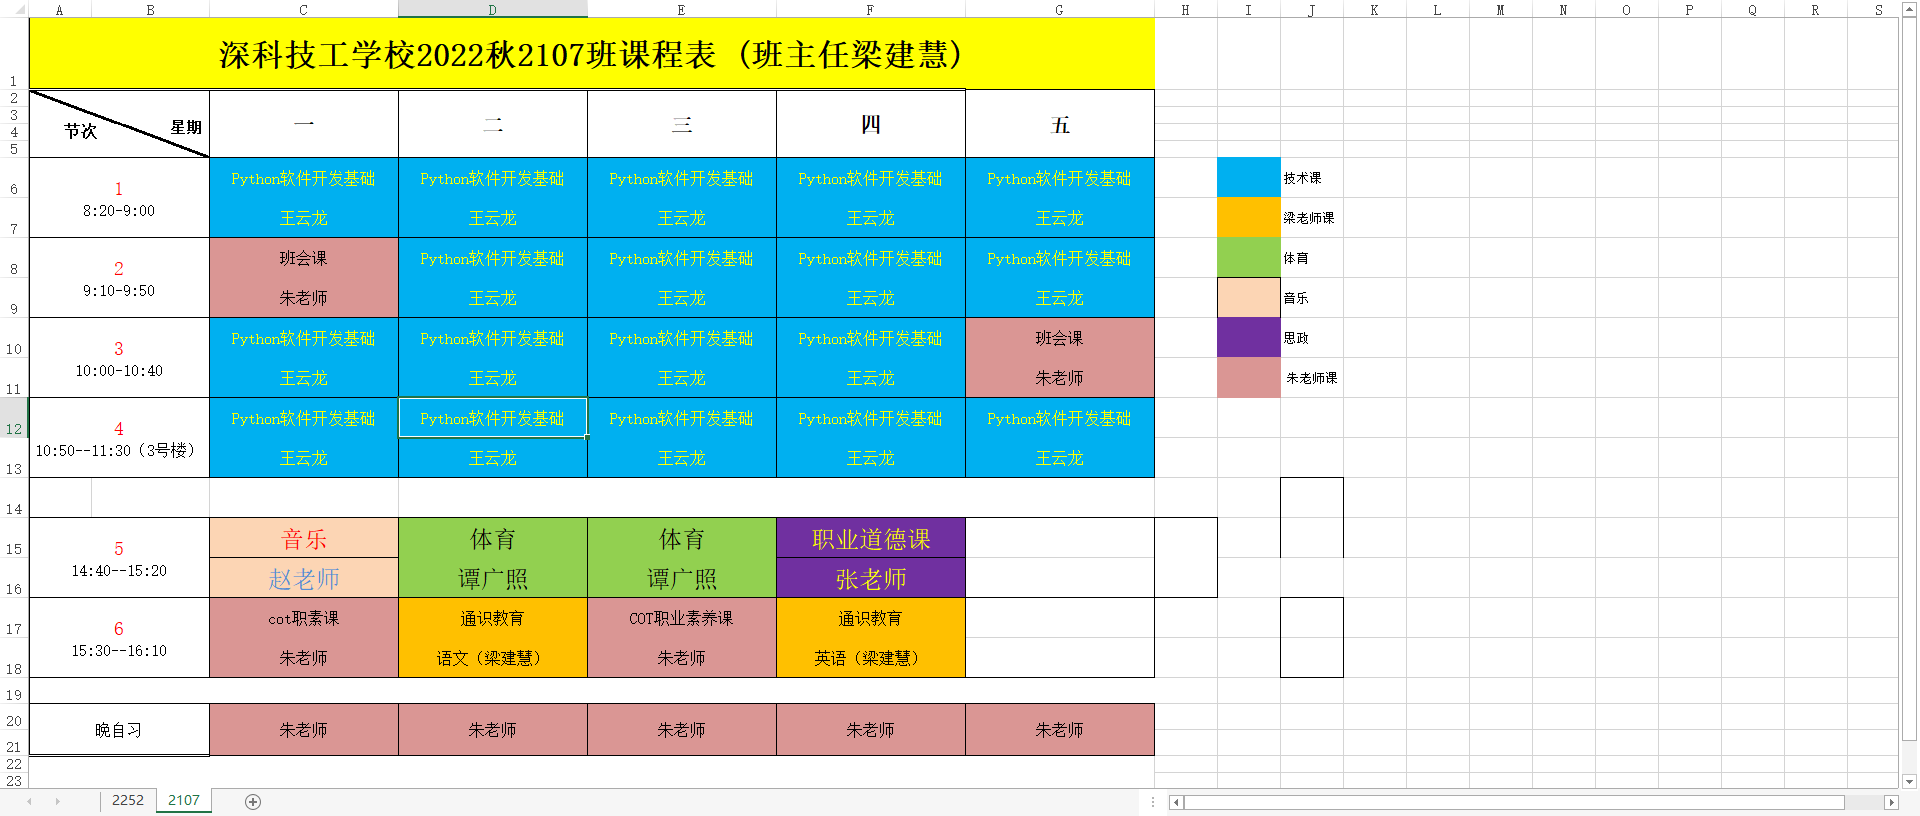 A B C D E F G H I J K L M N O P Q R S
1 深科技工学校2022秋2107班课程表 (班主任梁建慧)
2
3
4
5
节次 星期 一 二 三 四 五
6 1 Python软件开发基础 Python软件开发基础 Python软件开发基础 Python软件开发基础 Python软件开发基础 技术课
7 8:20-9:00 王云龙 王云龙 王云龙 王云龙 王云龙 梁老师课
8 2 班会课 Python软件开发基础 Python软件开发基础 Python软件开发基础 Python软件开发基础 体育
9 9:10-9:50 朱老师 王云龙 王云龙 王云龙 王云龙 音乐
10 3 Python软件开发基础 Python软件开发基础 Python软件开发基础 Python软件开发基础 班会课 思政
11 10:00-10:40 王云龙 王云龙 王云龙 王云龙 朱老师 朱老师课
12 4 Python软件开发基础 Python软件开发基础 Python软件开发基础 Python软件开发基础 Python软件开发基础
13 10:50--11:30（3号楼） 王云龙 王云龙 王云龙 王云龙 王云龙
14
15 5 音乐 体育 体育 职业道德课
16 14:40--15:20 赵老师 谭广照 谭广照 张老师
17 6 cot职素课 通识教育 COT职业素养课 通识教育
18 15:30--16:10 朱老师 语文（梁建慧） 朱老师 英语（梁建慧）
19
20 晚自习 朱老师 朱老师 朱老师 朱老师 朱老师
21
22
23
2252 2107